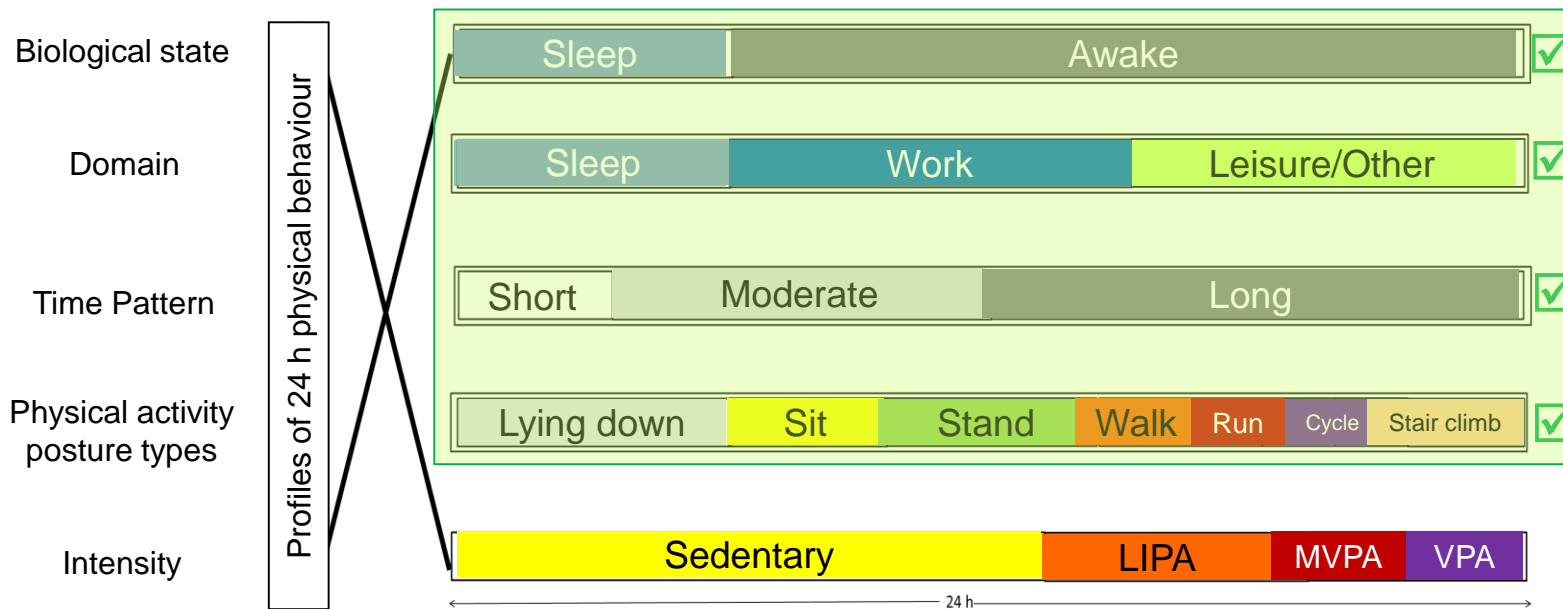 Biological state
Sleep Awake
Domain
Sleep Work Leisure/Other
Time Pattern
Short Moderate Long
Physical activity
posture types
Lying down Sit Stand Walk Run Cycle Stair climb
Intensity
Sedentary LIPA MVPA VPA
24 h
Profiles of 24 h physical behaviour